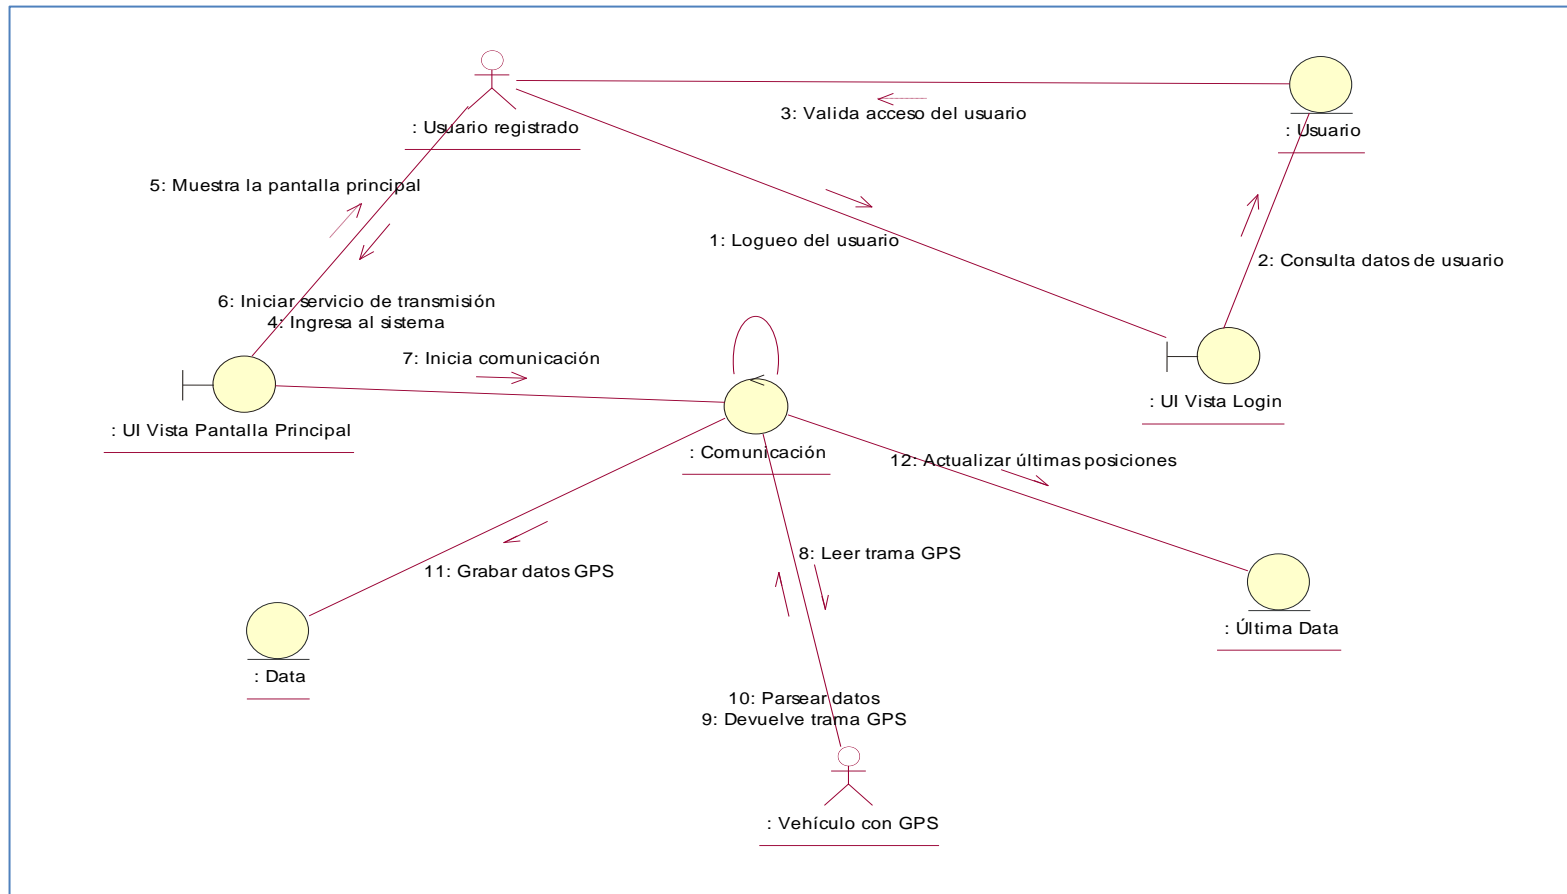 3: Valida acceso del usuario
: Usuario registrado
: Usuario
5: Muestra la pantalla principal
1: Logueo del usuario
2: Consulta datos de usuario
6: Iniciar servicio de transmisión
4: Ingresa al sistema
7: Inicia comunicación
: UI Vista Login
: UI Vista Pantalla Principal
: Comunicación
12: Actualizar últimas posiciones
8: Leer trama GPS
11: Grabar datos GPS
: Última Data
: Data
10: Parsear datos
9: Devuelve trama GPS
: Vehículo con GPS